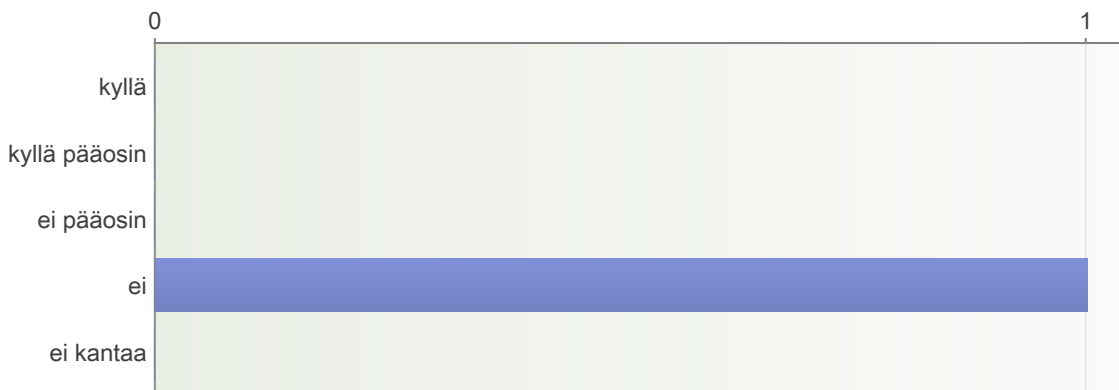 0 1
kyllä
kyllä pääosin
ei pääosin
ei
ei kantaa